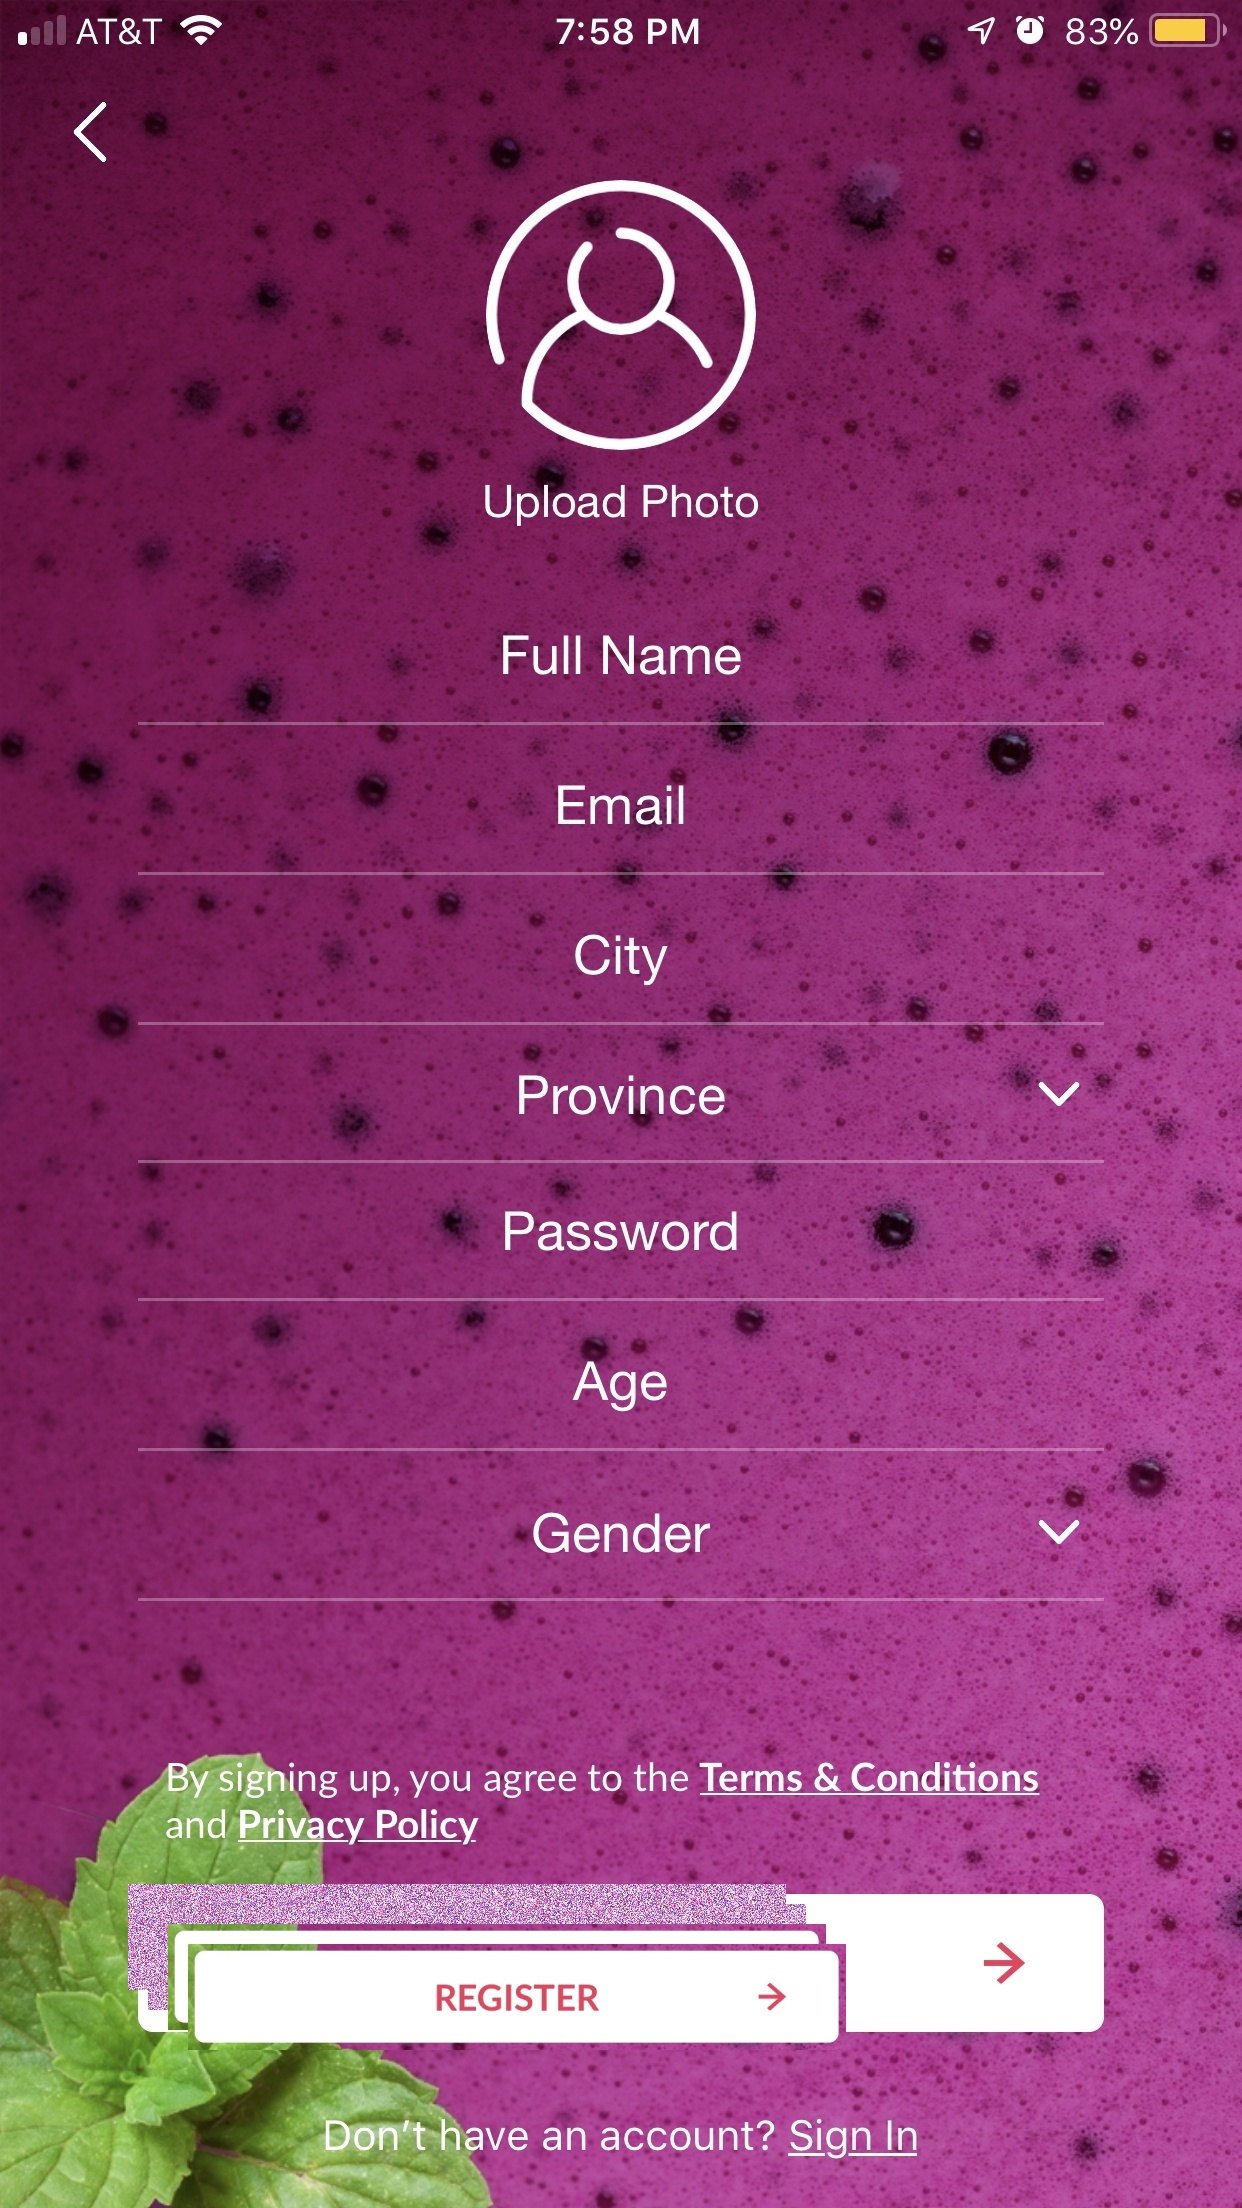 AT&T 7:58 PM 83%
Upload Photo
Full Name
Email
City
Province
Password
Age
Gender
By signing up, you agree to the Terms & Conditions
and Privacy Policy
REGISTER
Don't have an account? Sign In